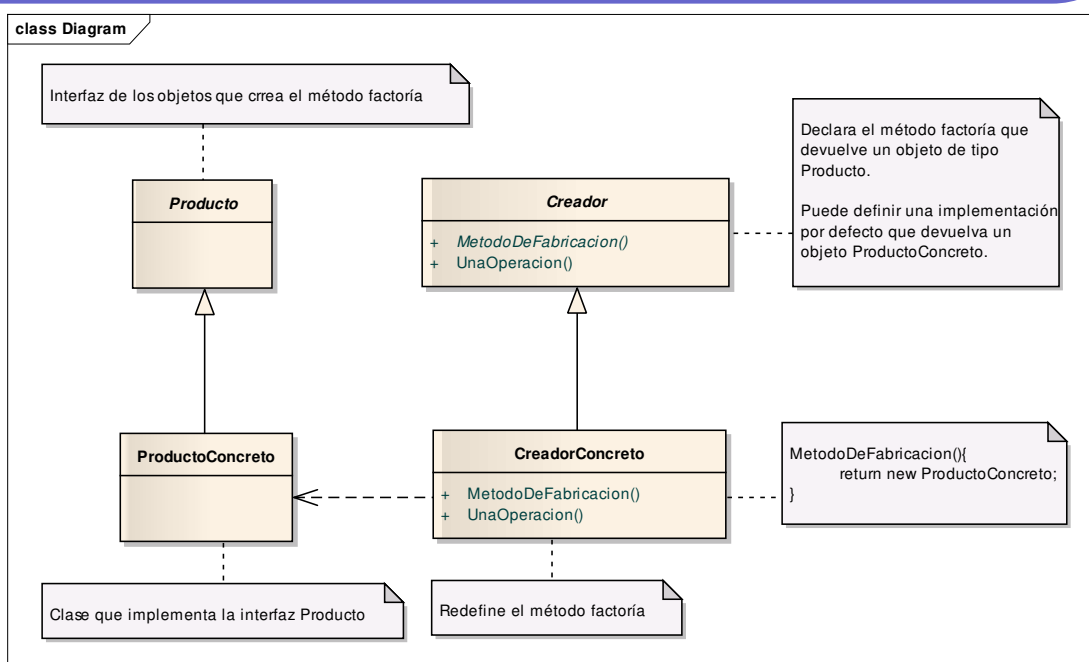 class Diagram
Interfaz de los objetos que crrea el método factoría
Producto
Creador
+ MetodoDeFabricacion()
+ UnaOperacion()
Declara el método factoría que
devuelve un objeto de tipo
Producto.
Puede definir una implementación
por defecto que devuelva un
objeto ProductoConcreto.
ProductoConcreto
CreadorConcreto
+ MetodoDeFabricacion()
+ UnaOperacion()
MetodoDeFabricacion(){
return new ProductoConcreto;
}
Clase que implementa la interfaz Producto
Redefine el método factoría